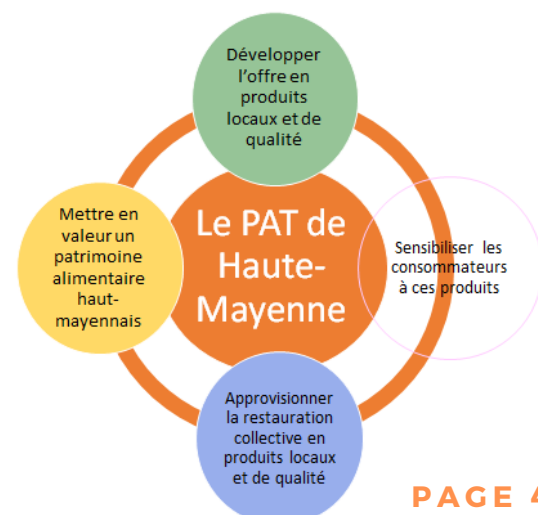 Développer
l'offre en
produits
locaux et de
qualité
Mettre en
valeur un
patrimoine
alimentaire
haut-
mayennais
Le PAT de
Haute-
Mayenne
Sensibiliser les
consommateurs
à ces produits
Approvisionner
la restauration
collective en
produits locaux
et de qualité
PAGE 4